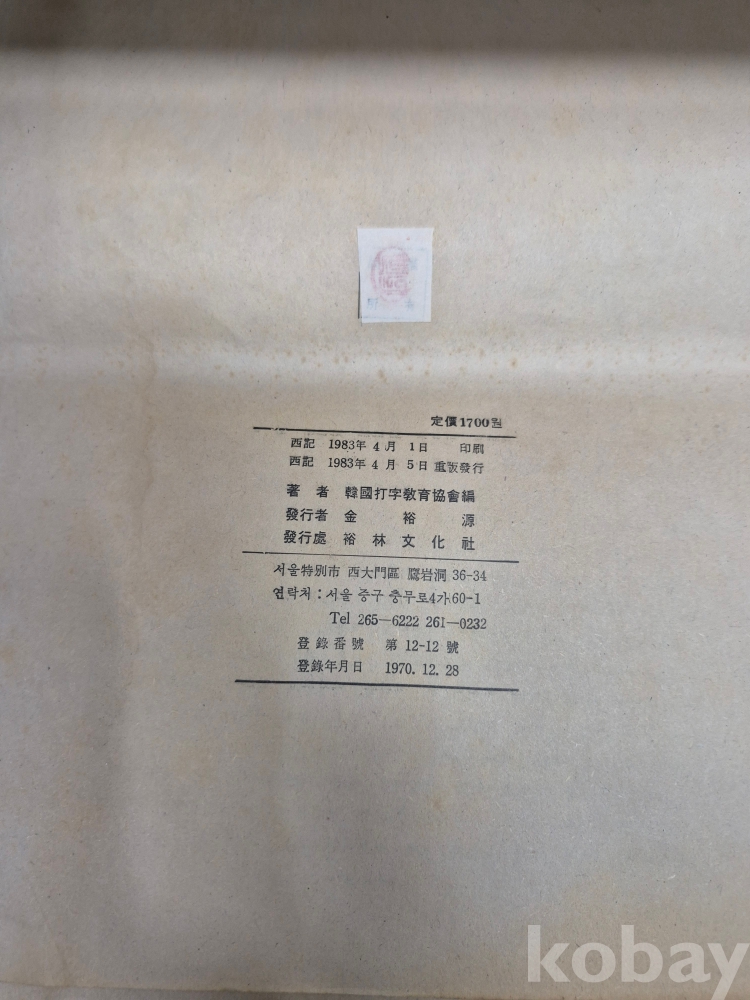 定價1700원
西記 1983年 4月 1日 印刷
西記 1983年 4月 5日 重版發行
著者 韓國打字敎育協會編
發行者 金裕源
發行處 裕林文化社
서울特別市 西大門區 鷹岩洞 36-34
연락처 : 서울 중구 충무로4가60-1
Tel 265-6222 261-0232
登錄番號 第 12-12 號
登錄年月日 1970. 12. 28
kobay